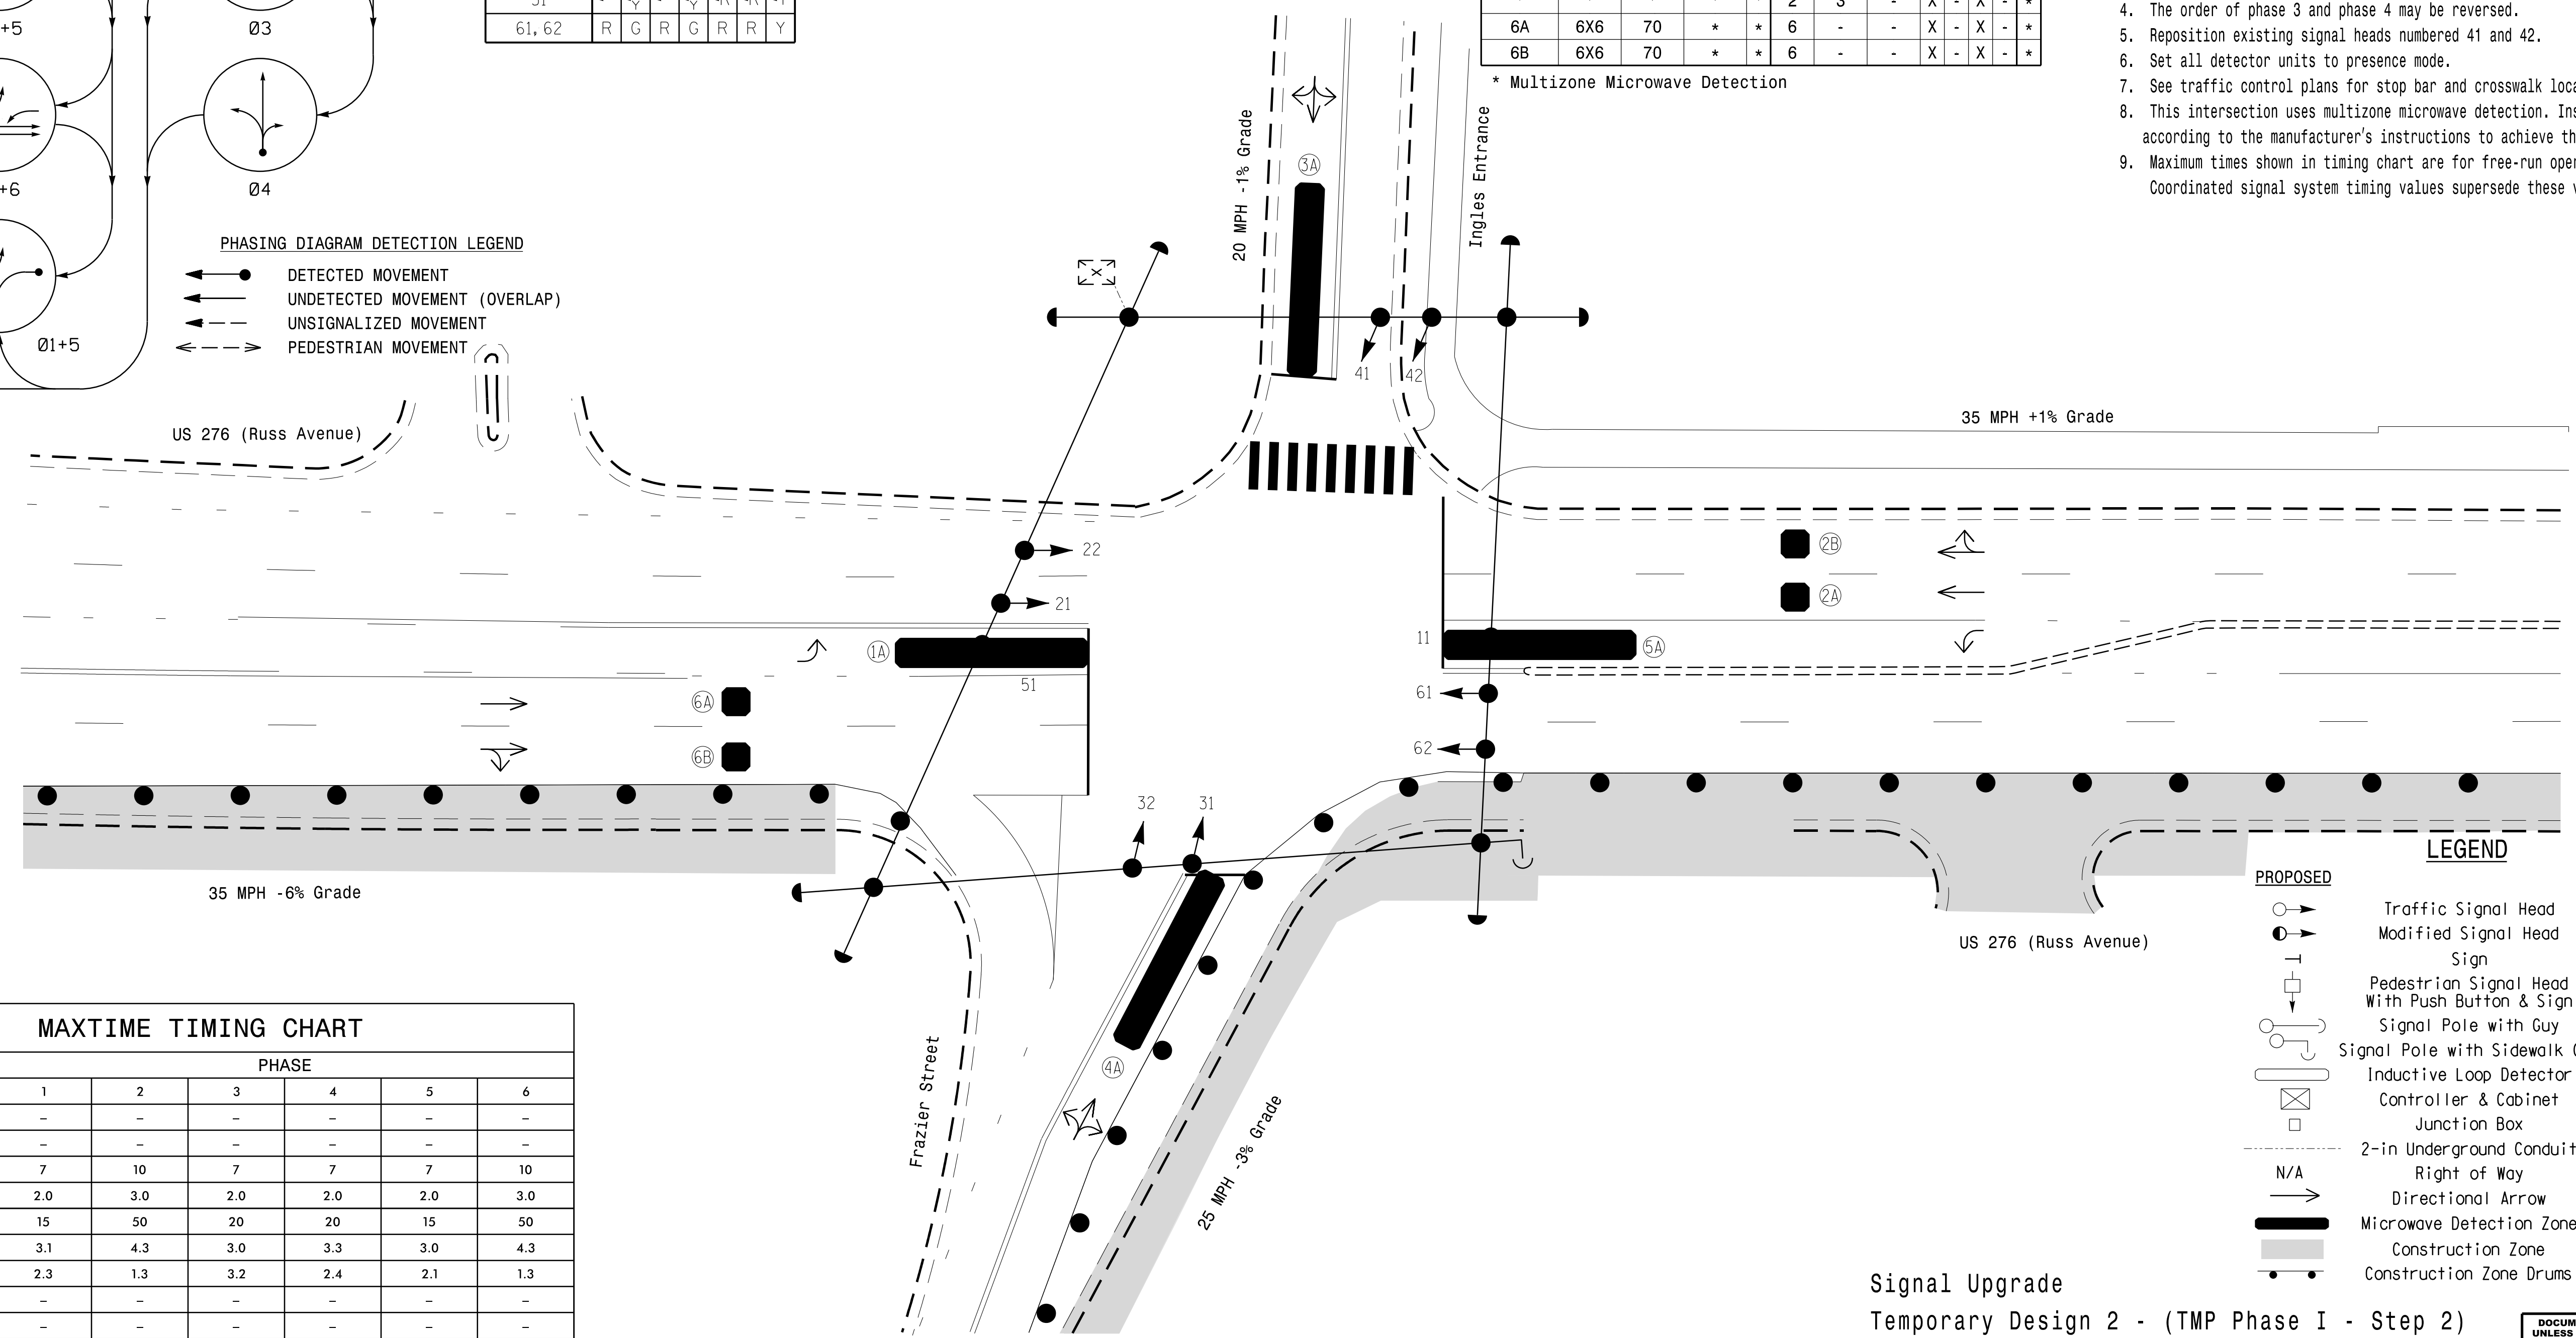 +5
Ø3
+6
Ø4
Ø1+5
PHASING DIAGRAM DETECTION LEGEND
DETECTED MOVEMENT
UNDETECTED MOVEMENT (OVERLAP)
UNSIGNALIZED MOVEMENT
PEDESTRIAN MOVEMENT
61,62 R G R G R R Y
2 3 - X - X - *
6A 6X6 70 * * 6 - - X - X - *
6B 6X6 70 * * 6 - - X - X - *
* Multizone Microwave Detection
4. The order of phase 3 and phase 4 may be reversed.
5. Reposition existing signal heads numbered 41 and 42.
6. Set all detector units to presence mode.
7. See traffic control plans for stop bar and crosswalk loca
8. This intersection uses multizone microwave detection. Ins
according to the manufacturer's instructions to achieve th
9. Maximum times shown in timing chart are for free-run oper
Coordinated signal system timing values supersede these v
20 MPH -1% Grade
3A
Ingles Entrance
X
41
42
US 276 (Russ Avenue)
35 MPH +1% Grade
22
21
1A
51
6A
6B
2B
2A
11
5A
61
62
32
31
4A
35 MPH -6% Grade
Frazier Street
25 MPH -3% Grade
US 276 (Russ Avenue)
MAXTIME TIMING CHART
PHASE
1 2 3 4 5 6
- - - - - -
- - - - - -
7 10 7 7 7 10
2.0 3.0 2.0 2.0 2.0 3.0
15 50 20 20 15 50
3.1 4.3 3.0 3.3 3.0 4.3
2.3 1.3 3.2 2.4 2.1 1.3
- - - - - -
- - - - - -
LEGEND
PROPOSED
Traffic Signal Head
Modified Signal Head
Sign
Pedestrian Signal Head
With Push Button & Sign
Signal Pole with Guy
Signal Pole with Sidewalk
Inductive Loop Detector
Controller & Cabinet
Junction Box
2-in Underground Conduit
N/A Right of Way
Directional Arrow
Microwave Detection Zone
Construction Zone
Construction Zone Drums
Signal Upgrade
Temporary Design 2 - (TMP Phase I - Step 2)
DOCUM
UNLESS